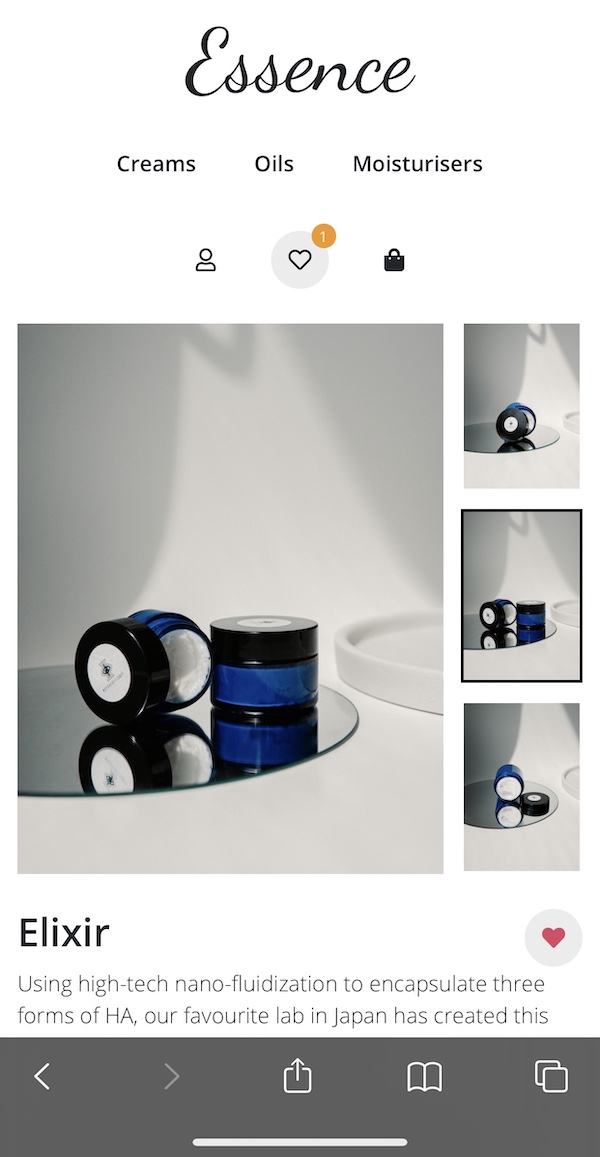 Essence
Creams Oils Moisturisers
1
Elixir
Using high-tech nano-fluidization to encapsulate three
forms of HA, our favourite lab in Japan has created this